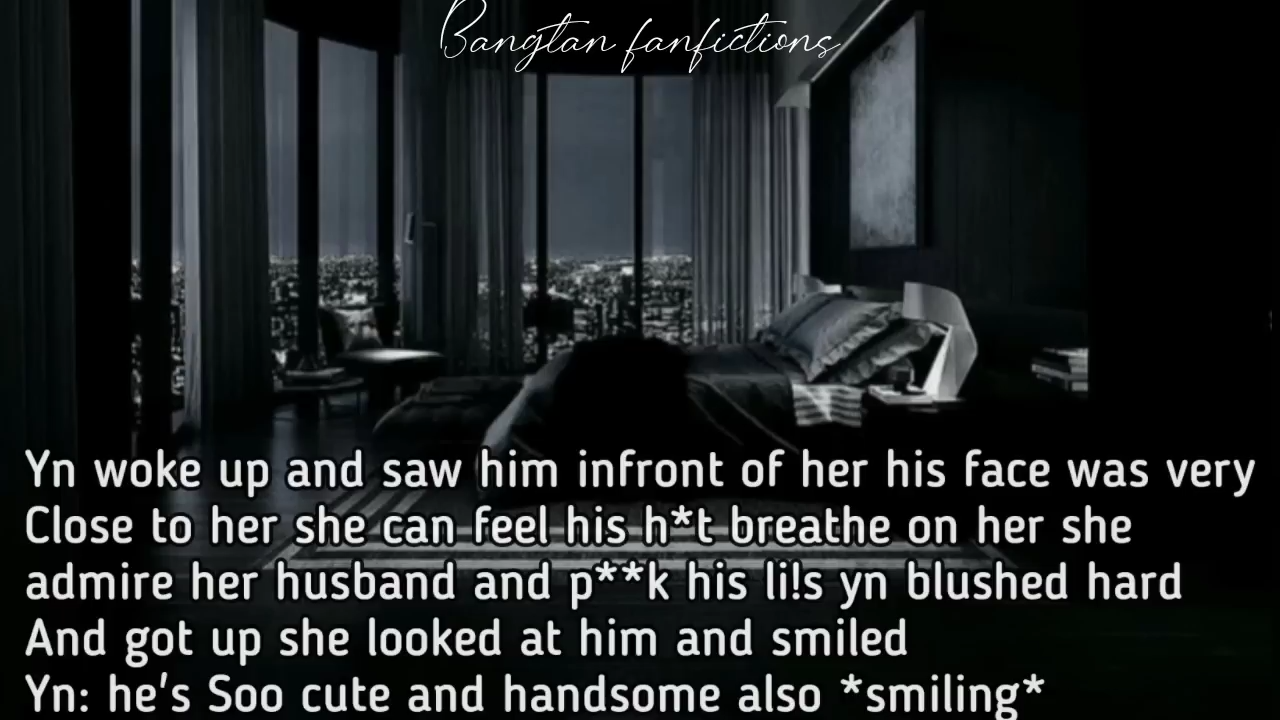 Bangtan fanfictions
Yn woke up and saw him infront of her his face was very
Close to her she can feel his h*t breathe on her she
admire her husband and p**k his li!s yn blushed hard
And got up she looked at him and smiled
Yn: he's Soo cute and handsome also *smiling*